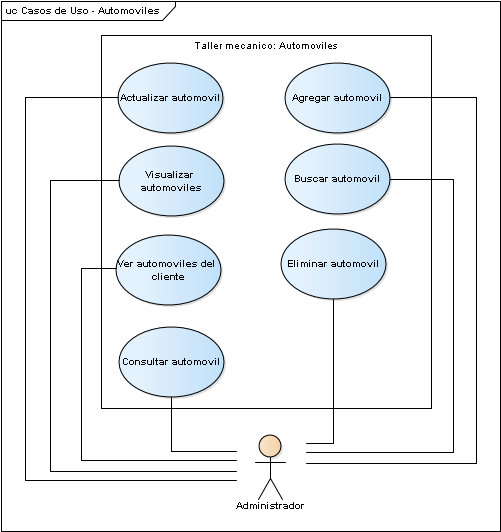 uc Casos de Uso - Automoviles
Taller mecanico: Automoviles
Actualizar automovil
Agregar automovil
Visualizar
automoviles
Buscar automovil
Ver automoviles del
cliente
Eliminar automovil
Consultar automovil
Administrador